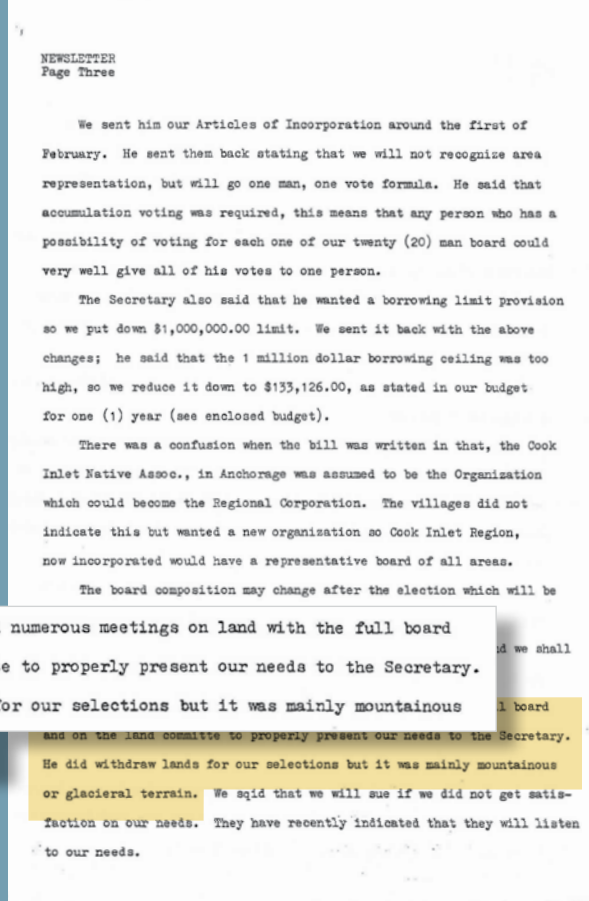 NEWSLETTER
Page Three
We sent him our Articles of Incorporation around the first of
February. He sent them back stating that we will not recognize area
representation, but will go one man, one vote formula. He said that
accumulation voting was required, this means that any person who has a
possibility of voting for each one of our twenty (20) man board could
very well give all of his votes to one person.
The Secretary also said that he wanted a borrowing limit provision
so we put down $1,000,000.00 limit. We sent it back with the above
changes; he said that the 1 million dollar borrowing ceiling was too
high, so we reduce it down to $133,126.00, as stated in our budget
for one (1) year (see enclosed budget).
There was a confusion when the bill was written in that, the Cook
Inlet Native Assoc., in Anchorage was assumed to be the Organization
which could become the Regional Corporation. The villages did not
indicate this but wanted a new organization so Cook Inlet Region,
now incorporated would have a representative board of all areas.
The board composition may change after the election which will be
numerous meetings on land with the full board
we shall
e to properly present our needs to the Secretary.
for our selections but it was mainly mountainous
board
and on the land committe to properly present our needs to the Secretary.
He did withdraw lands for our selections but it was mainly mountainous
or glacieral terrain. We sqid that we will sue if we did not get satis-
faction on our needs. They have recently indicated that they will listen
to our needs.